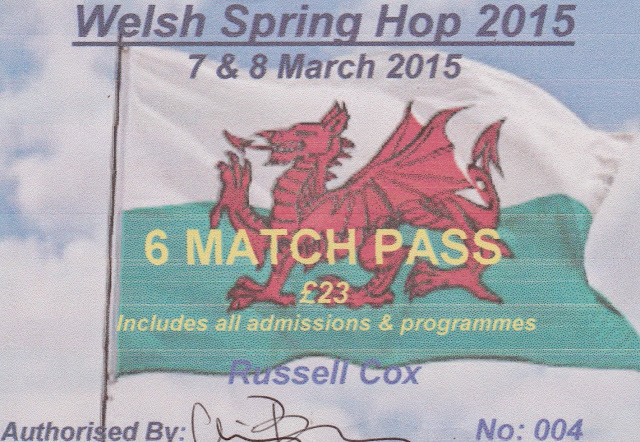 Welsh Spring Hop 2015
7 & 8 March 2015
6 MATCH PASS
£23
Includes all admissions & programmes
Russell Cox
Authorised By:
No: 004